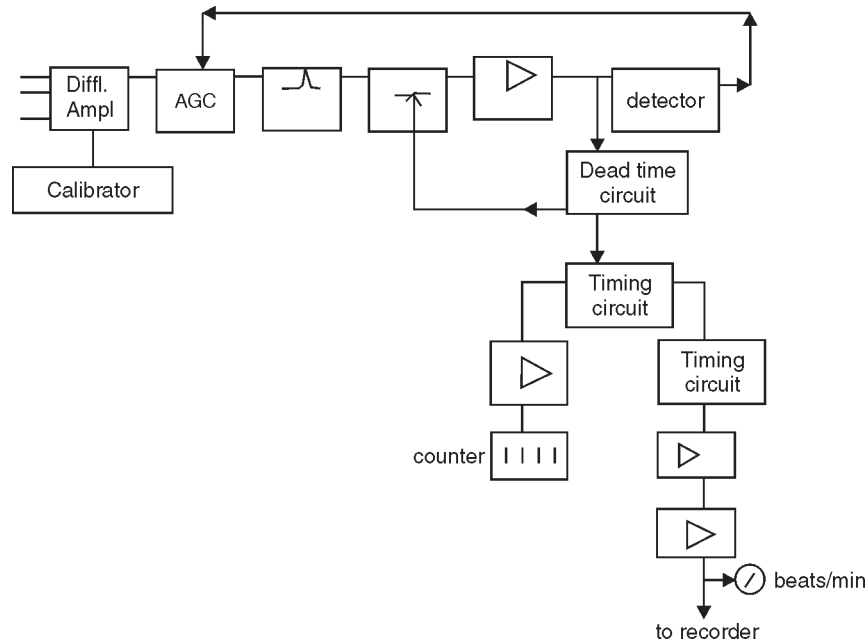 Diffl.
Ampl
AGC
detector
Calibrator
Dead time
circuit
Timing
circuit
Timing
circuit
counter
beats/min
to recorder